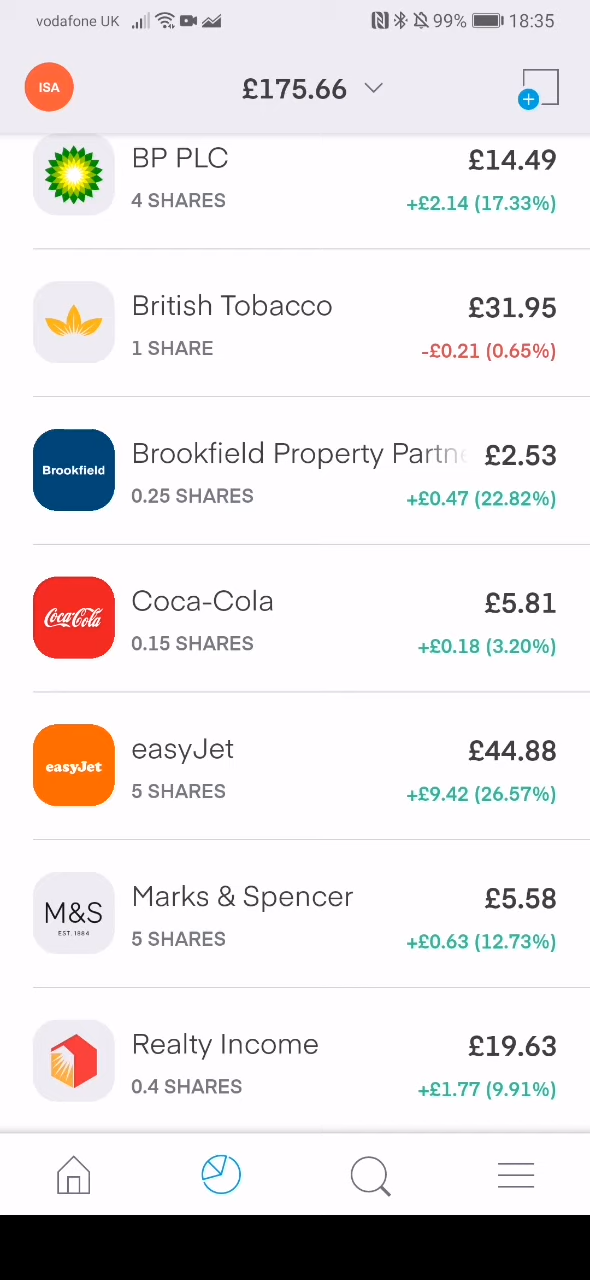 vodafone UK 99% 18:35
ISA £175.66
BP PLC £14.49
4 SHARES +£2.14 (17.33%)
British Tobacco £31.95
1 SHARE -£0.21 (0.65%)
Brookfield Brookfield Property Partne £2.53
0.25 SHARES +£0.47 (22.82%)
Coca-Cola Coca-Cola £5.81
0.15 SHARES +£0.18 (3.20%)
easyJet easyJet £44.88
5 SHARES +£9.42 (26.57%)
M&S Marks & Spencer £5.58
EST. 1884 5 SHARES +£0.63 (12.73%)
Realty Income £19.63
0.4 SHARES +£1.77 (9.91%)